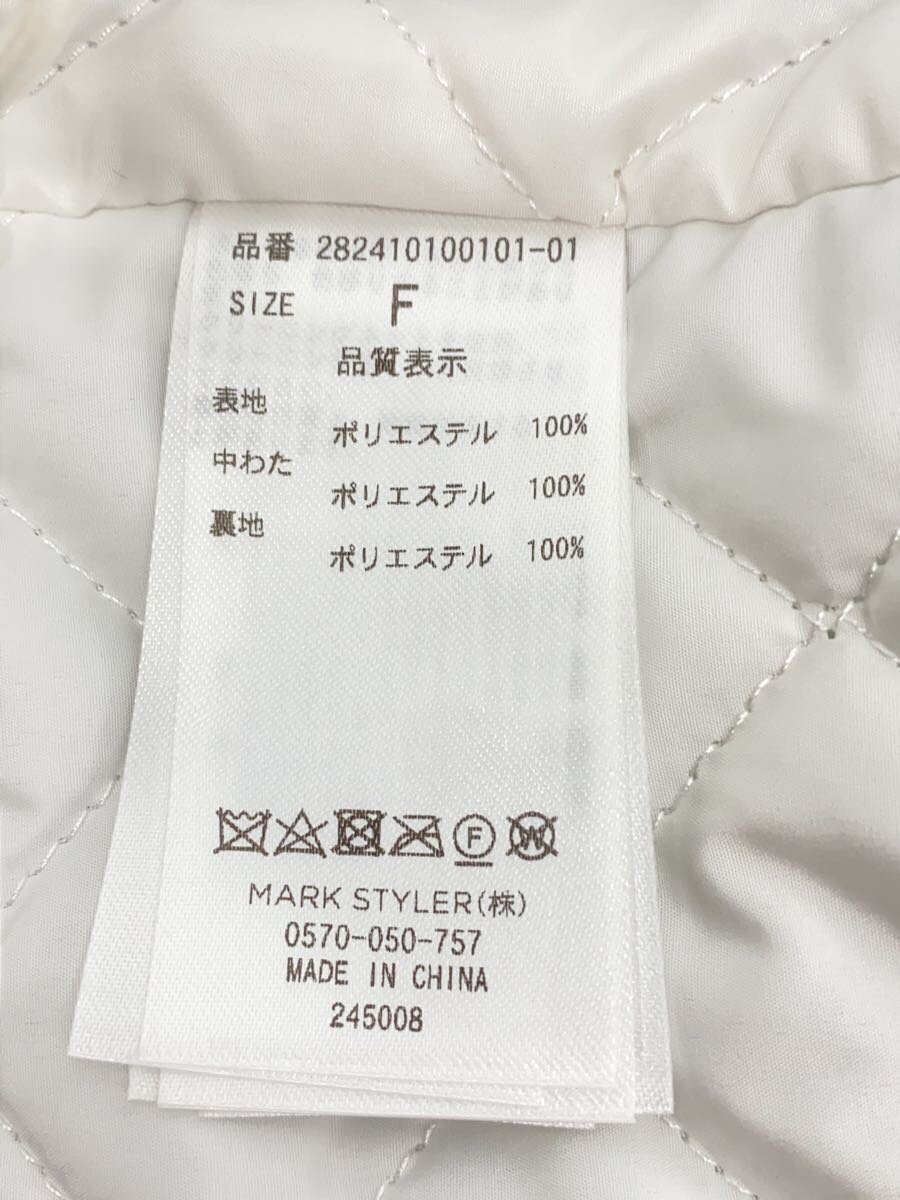 品番 282410100101-01
SIZE F
品質表示
表地
ポリエステル 100%
中わた
ポリエステル 100%
裏地
ポリエステル 100%
F W
MARK STYLER(株)
0570-050-757
MADE IN CHINA
245008